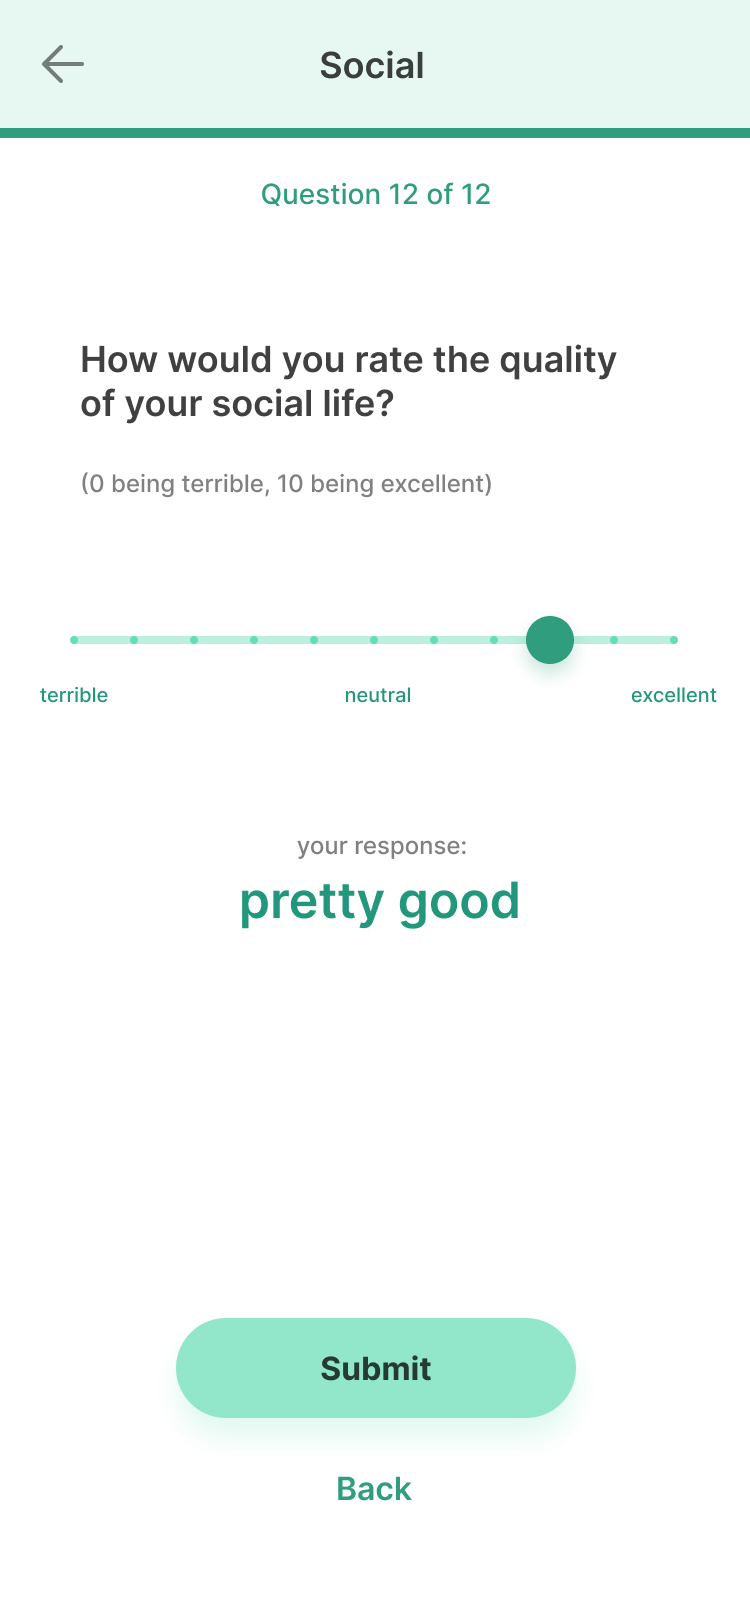 Social
Question 12 of 12
How would you rate the quality
of your social life?
(0 being terrible, 10 being excellent)
terrible neutral excellent
your response:
pretty good
Submit
Back